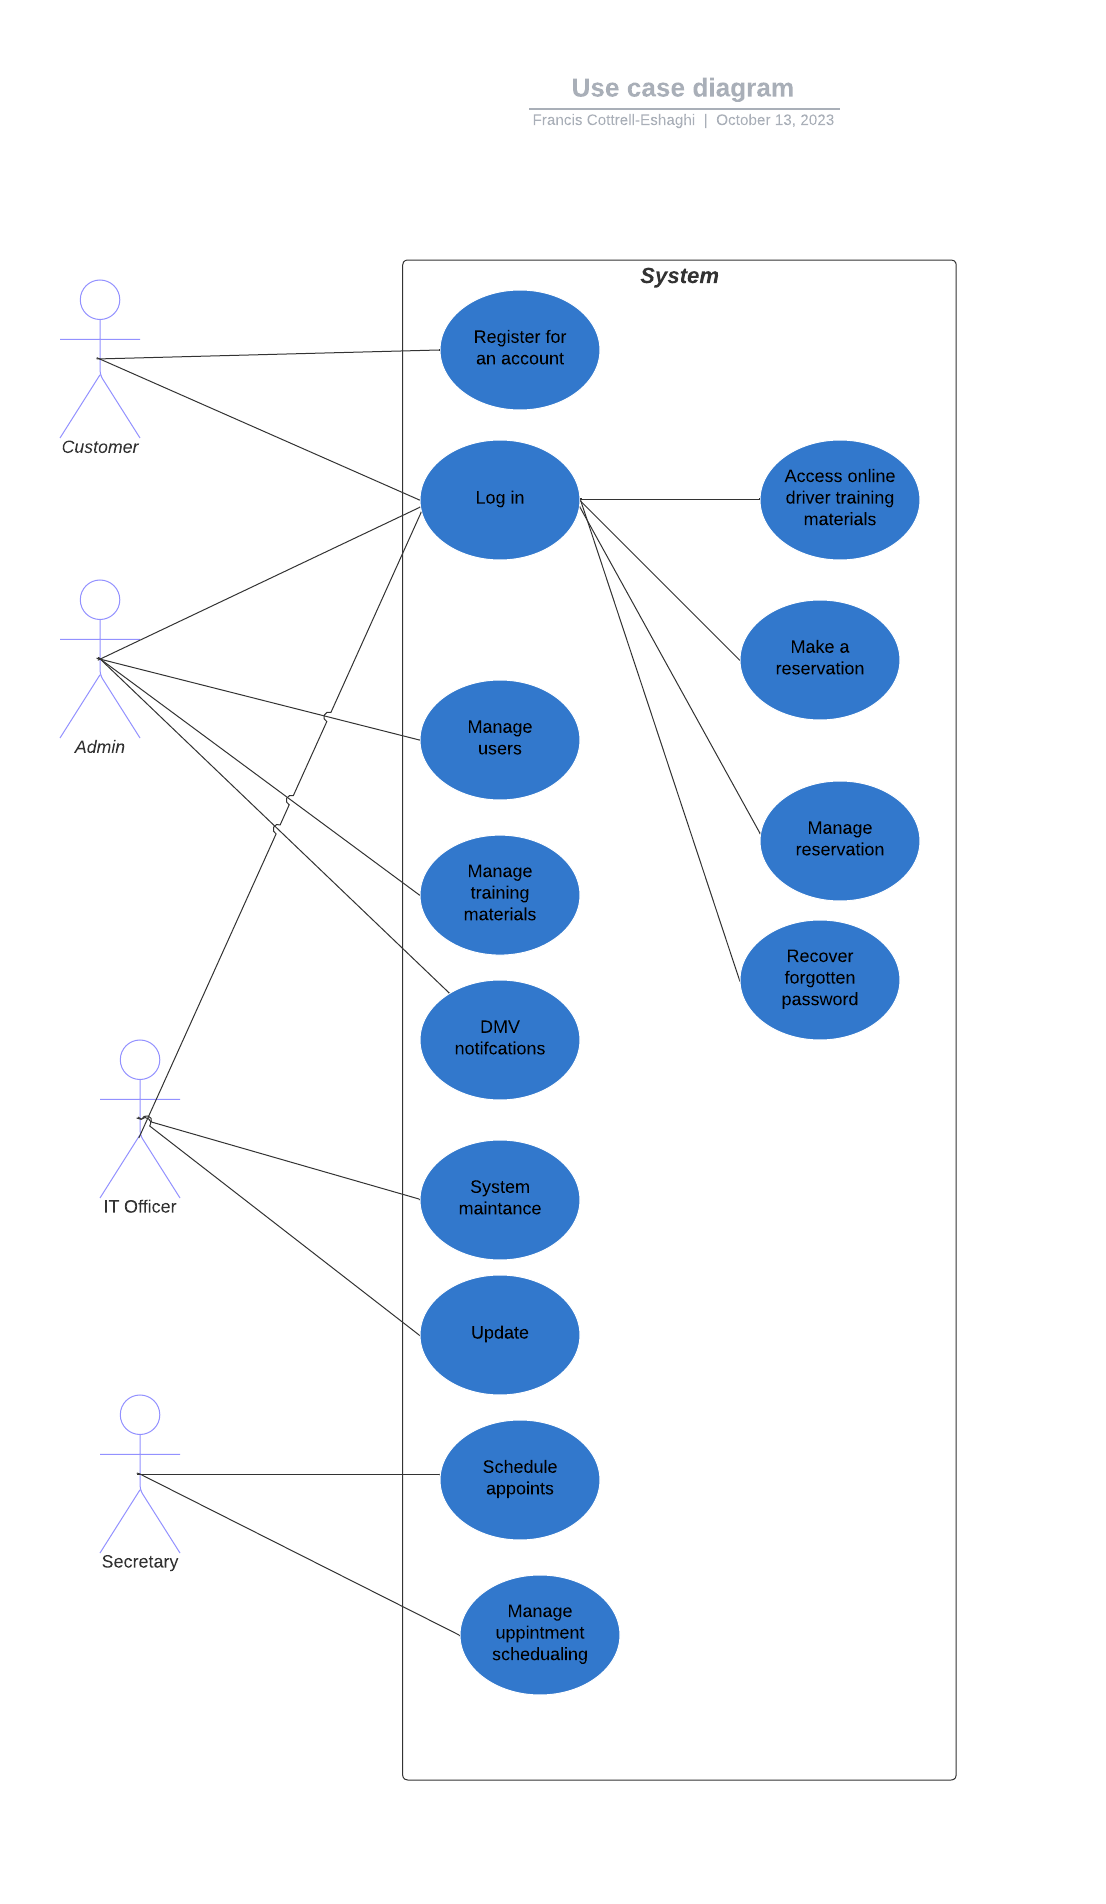 Use case diagram
Francis Cottrell-Eshaghi | October 13, 2023
System
Customer
Register for
an account
Log in
Access online
driver training
materials
Admin
Make a
reservation
Manage
users
Manage
reservation
Manage
training
materials
Recover
forgotten
password
DMV
notifcations
IT Officer
System
maintance
Update
Secretary
Schedule
appoints
Manage
uppintment
schedualing